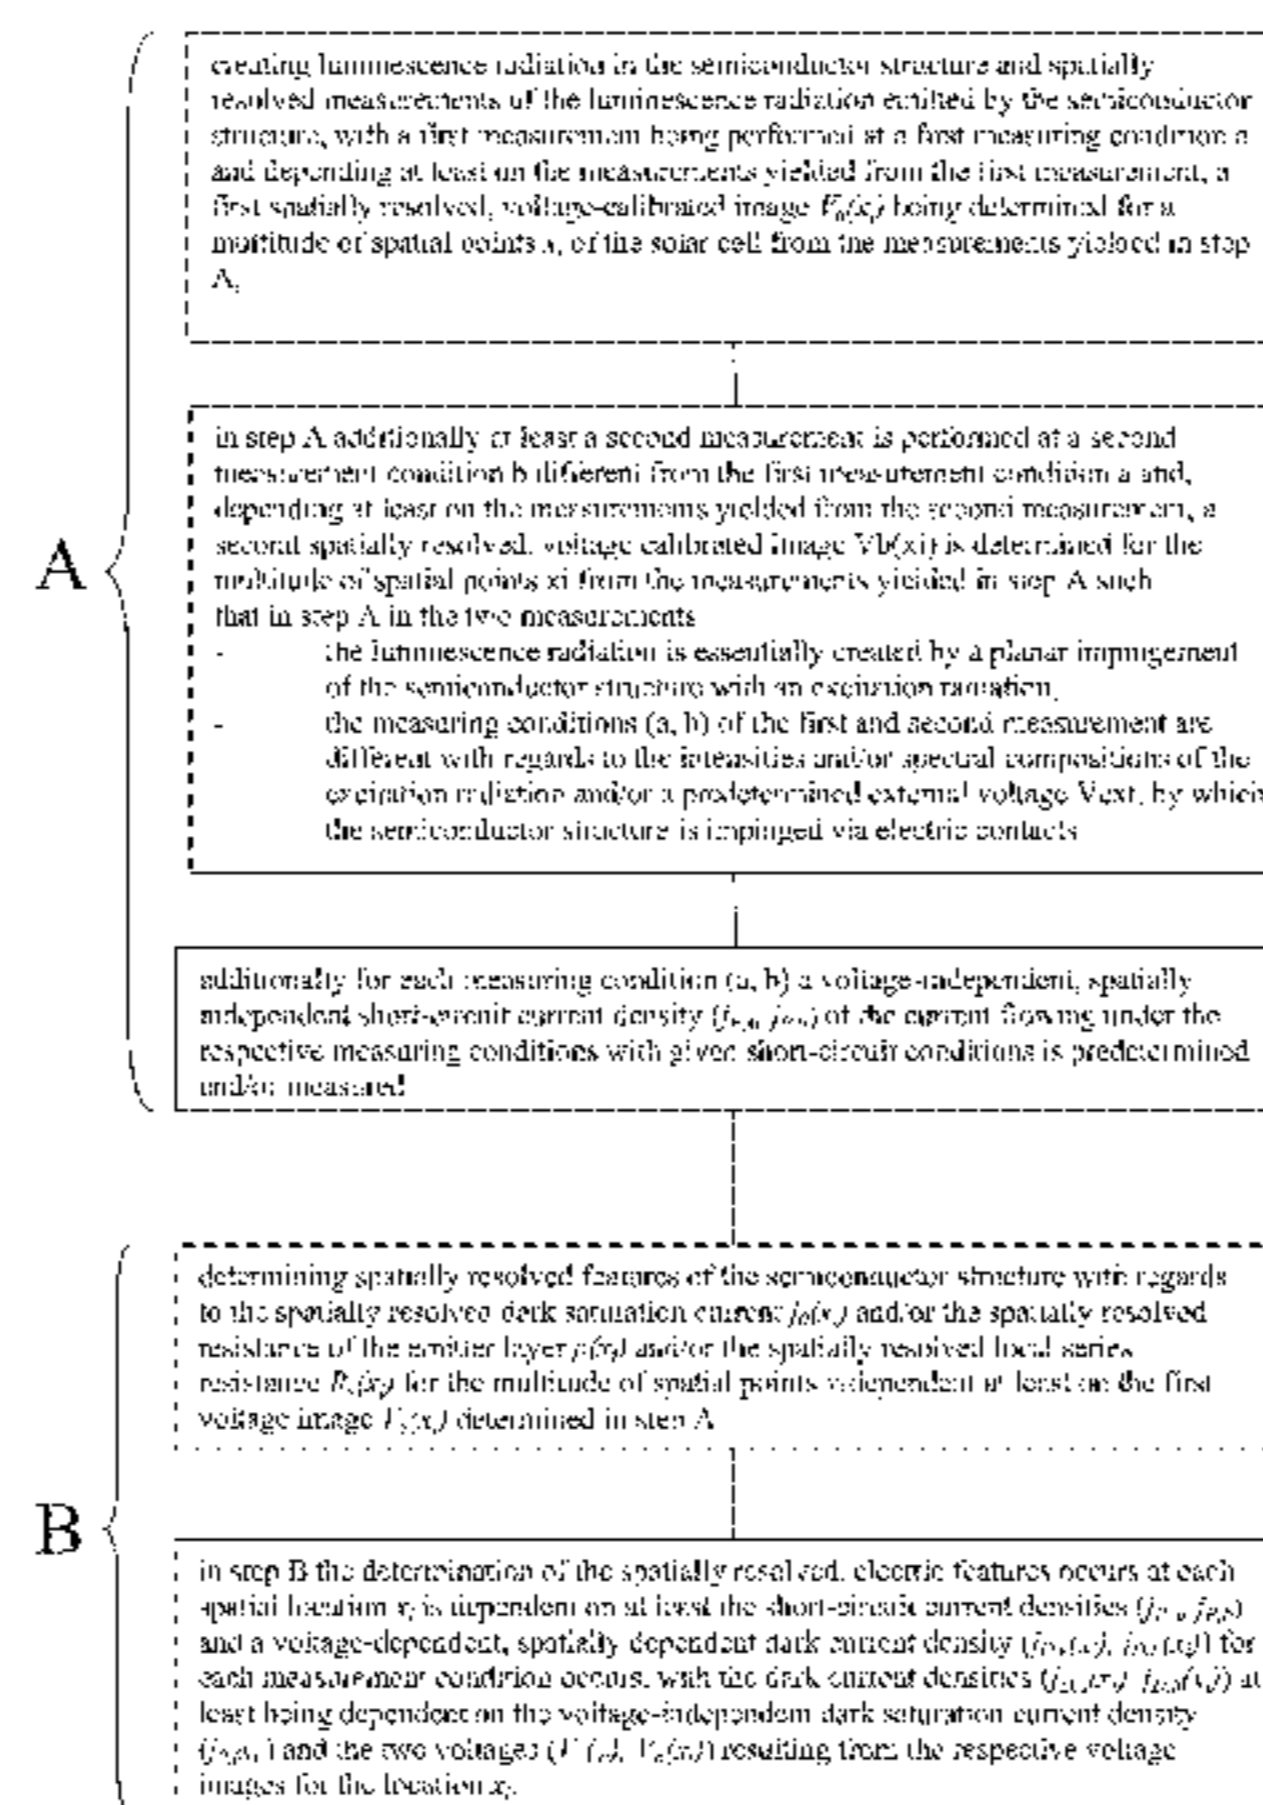 creating luminescence radiation in the semiconductor structure and spatially
resolved measurements of the luminescence radiation emitted by the semiconductor
structure, with a first measurement being performed at a first measuring condition a
and depending at least on the measurements yielded from the first measurement, a
first spatially resolved, voltage-calibrated image Va(xi) being determined for a
multitude of spatial points xi of the solar cell from the measurements yielded in step
A,
in step A additionally at least a second measurement is performed at a second
measurement condition b different from the first measurement condition a and,
depending at least on the measurements yielded from the second measurement, a
second spatially resolved, voltage calibrated image Vb(xi) is determined for the
A
multitude of spatial points xi from the measurements yielded in step A such
that in step A in the two measurements
- the luminescence radiation is essentially created by a planar impingement
of the semiconductor structure with an excitation radiation,
- the measuring conditions (a, b) of the first and second measurement are
different with regards to the intensities and/or spectral compositions of the
excitation radiation and/or a predetermined external voltage Vext, by which
the semiconductor structure is impinged via electric contacts
additionally for each measuring condition (a, b) a voltage-independent, spatially
independent short-circuit current density of the current flowing under the
respective measuring conditions with given short-circuit conditions is predetermined
and/or measured
determining spatially resolved features of the semiconductor structure with regards
to the spatially resolved dark saturation current j0(xi) and/or the spatially resolved
resistance of the emitter layer ρ(xi) and/or the spatially resolved local series
resistance Rs(xi) for the multitude of spatial points dependent at least on the first
voltage image determined in step A
B
in step B the determination of the spatially resolved, electric features occurs at each
spatial location xi is dependent on at least the short-circuit current densities
and a voltage-dependent, spatially dependent dark current density for
each measurement condition occurs, with the dark current densities at
least being dependent on the voltage-independent dark saturation current density
and the two voltages resulting from the respective voltage
images for the location xi.